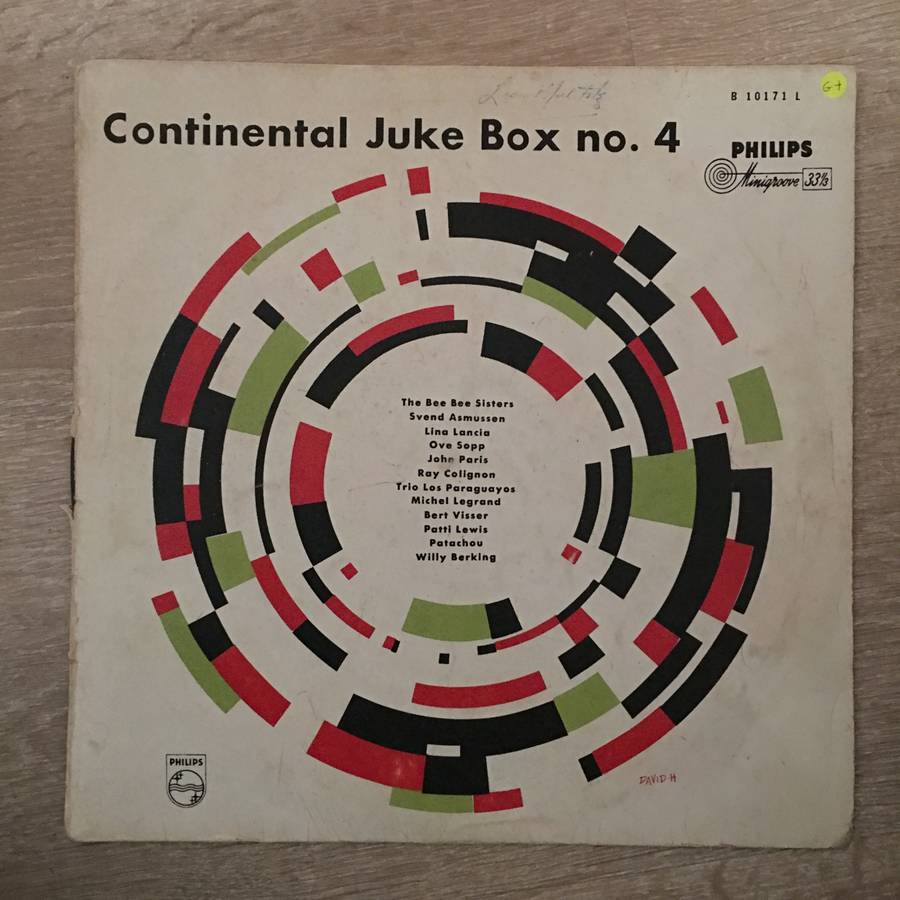 B 10171 L
G+
Continental Juke Box no. 4
PHILIPS
Minigroove 33⅓
The Bee Bee Sisters
Svend Asmussen
Lina Lancia
Ove Sopp
John Paris
Ray Colignon
Trio Los Paraguayos
Michel Legrand
Bert Visser
Patti Lewis
Patachou
Willy Berking
PHILIPS
DAVID·H